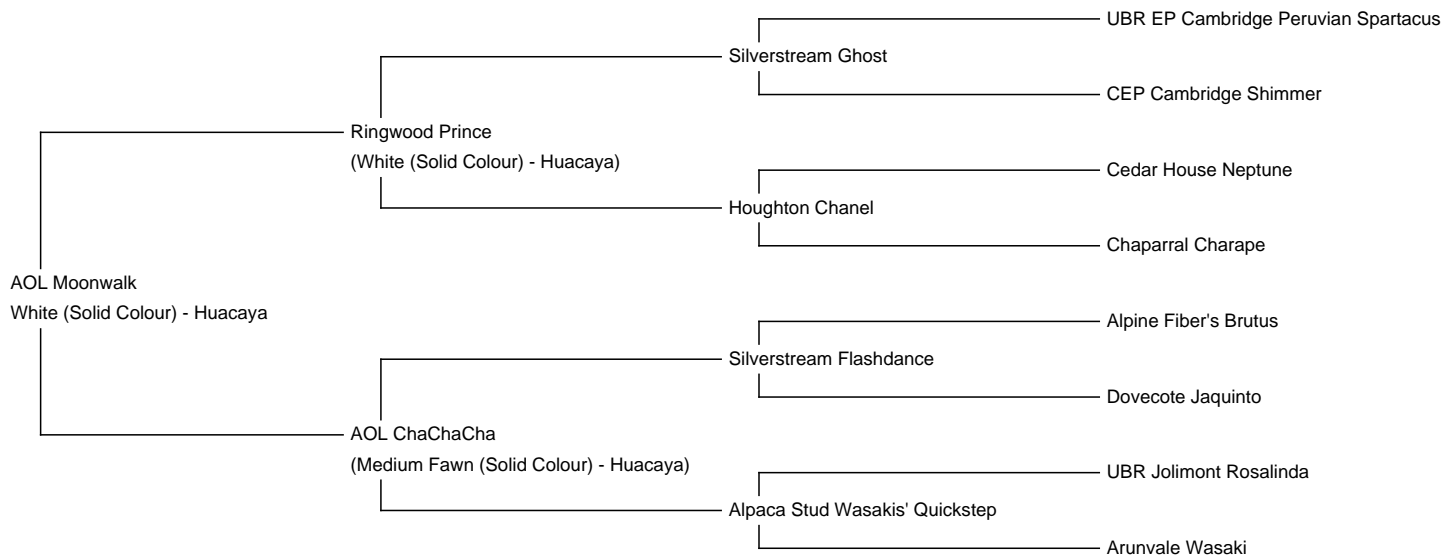 UBR EP Cambridge Peruvian Spartacus
Silverstream Ghost
CEP Cambridge Shimmer
Ringwood Prince
(White (Solid Colour) - Huacaya)
Cedar House Neptune
Houghton Chanel
Chaparral Charape
AOL Moonwalk
White (Solid Colour) - Huacaya
Alpine Fiber's Brutus
Silverstream Flashdance
Dovecote Jaquinto
AOL ChaChaCha
(Medium Fawn (Solid Colour) - Huacaya)
UBR Jolimont Rosalinda
Alpaca Stud Wasakis' Quickstep
Arunvale Wasaki